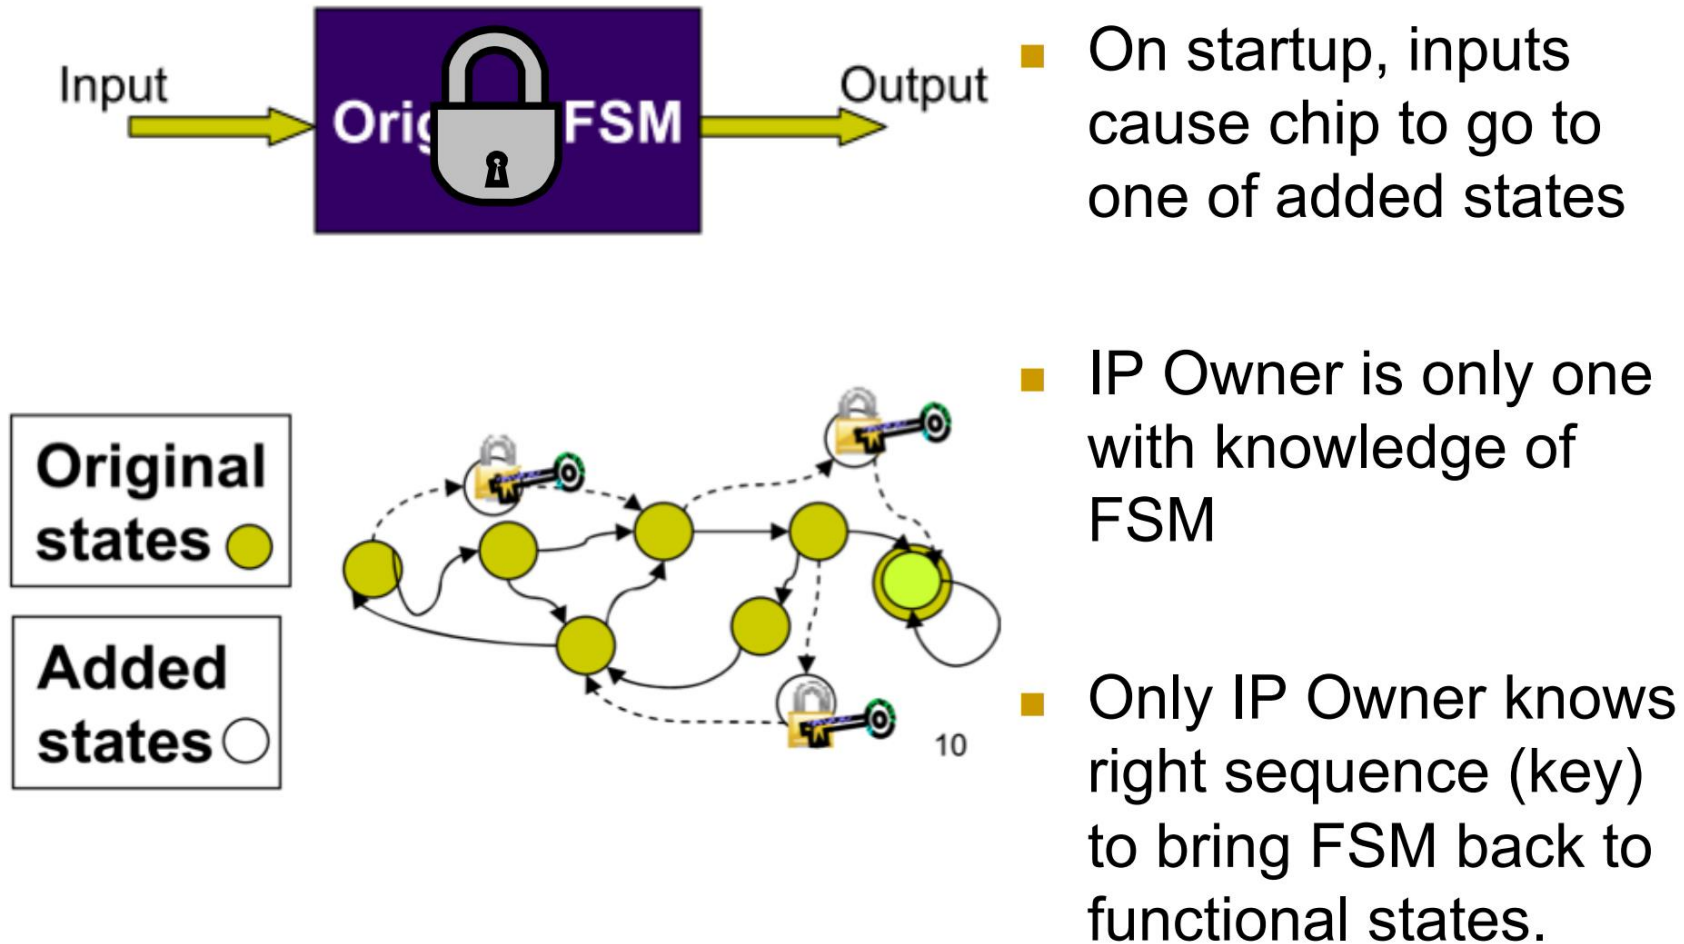 Input
Orig FSM
Output
On startup, inputs
cause chip to go to
one of added states
Original
states
Added
states
10
IP Owner is only one
with knowledge of
FSM
Only IP Owner knows
right sequence (key)
to bring FSM back to
functional states.